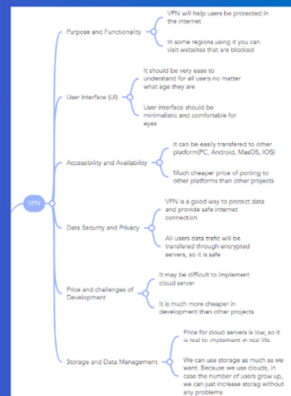 VPN
Purpose and Functionality
VPN will help users be protected in
the internet
In some regions using it you can
visit websites that are blocked
User Interface (UI)
It should be very ease to
understand for all users no matter
what age they are
User interface should be
minimalistic and comfortable for
eyes
Accessibility and Availability
It can be easily transfered to other
platform(PC, Android, MacOS, IOS)
Much cheaper price of porting to
other platforms than other projects
Data Security and Privacy
VPN is a good way to protect data
and provide safe internet
connection
All users data trafic will be
transfered through encrypted
servers, so it is safe
Price and challenges of
Development
It may be difficult to implement
cloud server
It is much more cheaper in
development than other projects
Storage and Data Management
Price for cloud servers is low, so it
is real to implement in real life
We can use storage as much as we
want. Because we use clouds, in
case the number of users grow up,
we can just increase storag without
any problems